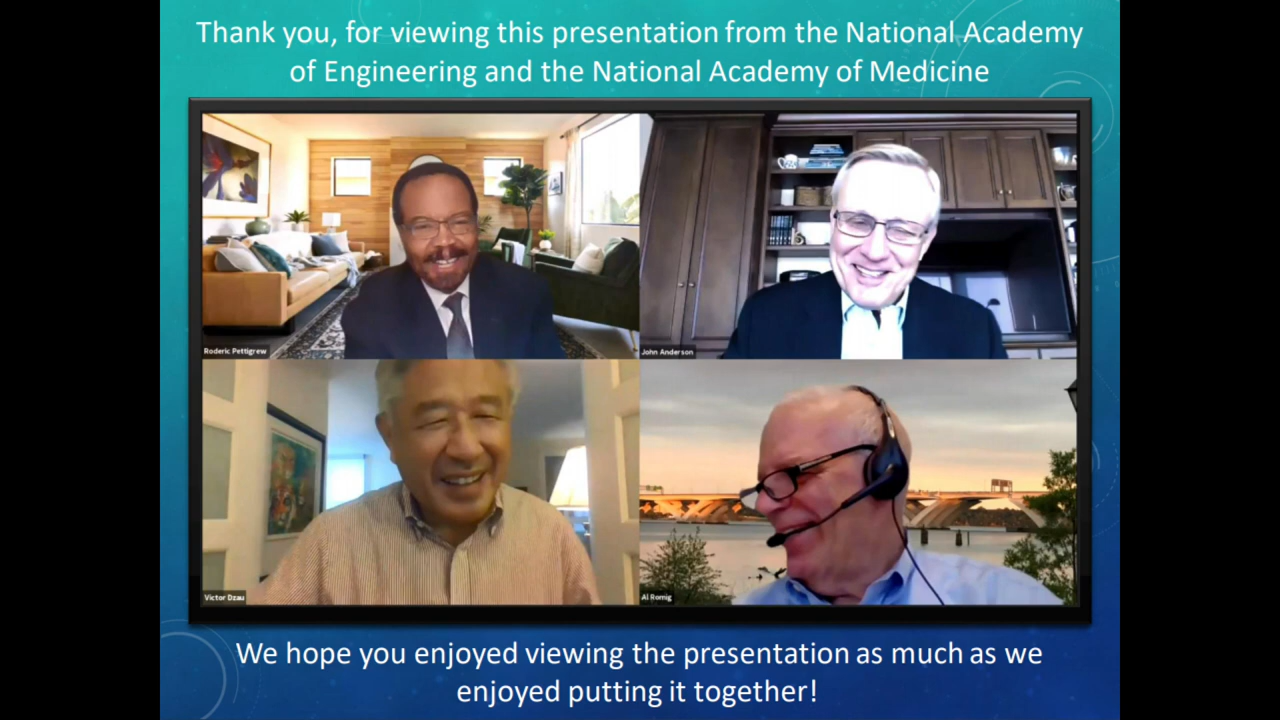 Thank you, for viewing this presentation from the National Academy
of Engineering and the National Academy of Medicine
Roderic Pettigrew
John Anderson
Victor Dzau
Al Romig
We hope you enjoyed viewing the presentation as much as we
enjoyed putting it together!